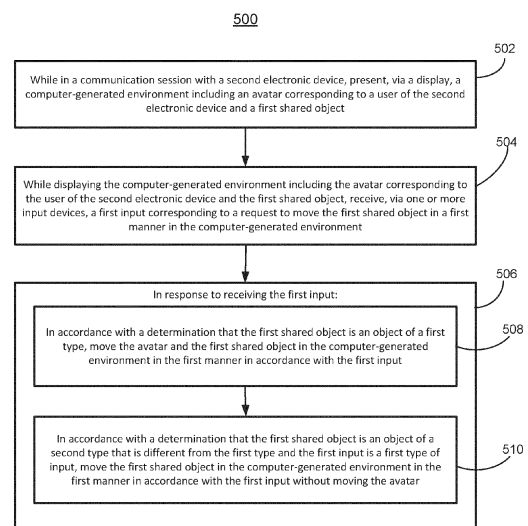 500
502
While in a communication session with a second electronic device, present, via a display, a
computer-generated environment including an avatar corresponding to a user of the second
electronic device and a first shared object
504
While displaying the computer-generated environment including the avatar corresponding to
the user of the second electronic device and the first shared object, receive, via one or more
input devices, a first input corresponding to a request to move the first shared object in a first
manner in the computer-generated environment
506
In response to receiving the first input:
508
In accordance with a determination that the first shared object is an object of a first
type, move the avatar and the first shared object in the computer-generated
environment in the first manner in accordance with the first input
510
In accordance with a determination that the first shared object is an object of a
second type that is different from the first type and the first input is a first type of
input, move the first shared object in the computer-generated environment in the
first manner in accordance with the first input without moving the avatar